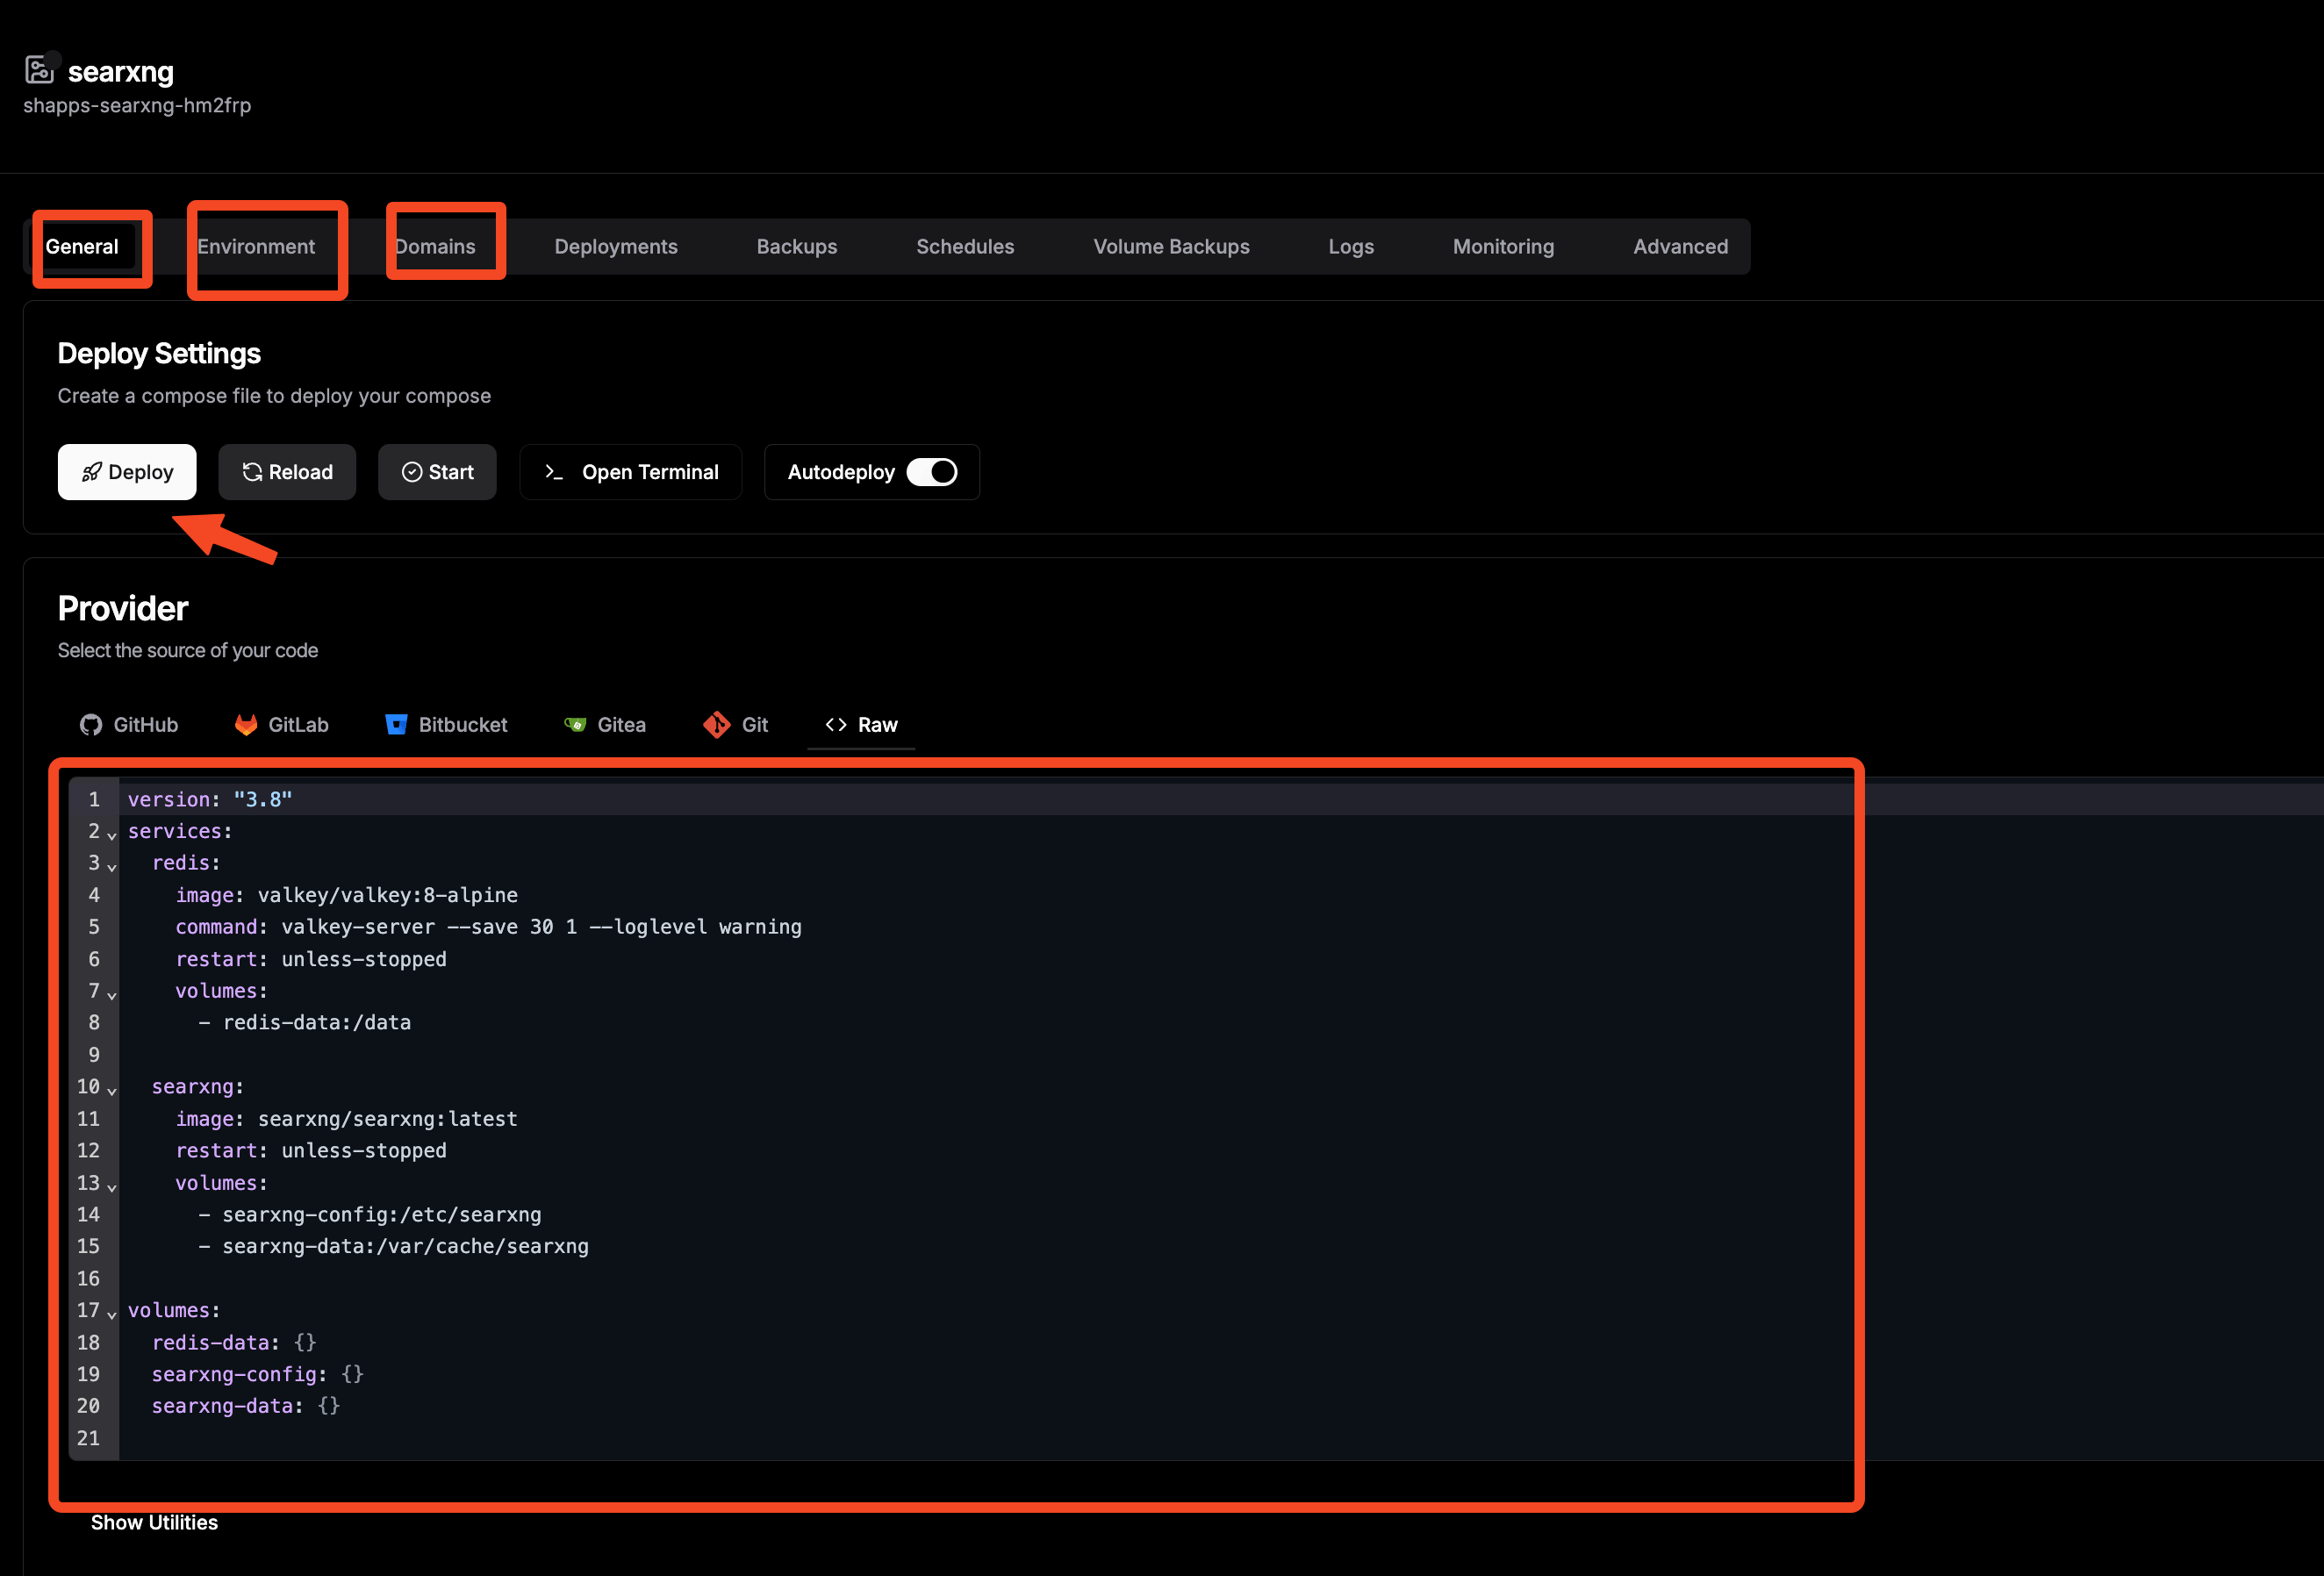 searxng
shapps-searxng-hm2frp
General Environment Domains Deployments Backups Schedules Volume Backups Logs Monitoring Advanced
Deploy Settings
Create a compose file to deploy your compose
Deploy Reload Start Open Terminal Autodeploy
Provider
Select the source of your code
GitHub GitLab Bitbucket Gitea Git Raw
1 version: "3.8"
2 services:
3   redis:
4     image: valkey/valkey:8-alpine
5     command: valkey-server --save 30 1 --loglevel warning
6     restart: unless-stopped
7     volumes:
8       - redis-data:/data
9
10   searxng:
11     image: searxng/searxng:latest
12     restart: unless-stopped
13     volumes:
14       - searxng-config:/etc/searxng
15       - searxng-data:/var/cache/searxng
16
17 volumes:
18   redis-data: {}
19   searxng-config: {}
20   searxng-data: {}
21
Show Utilities